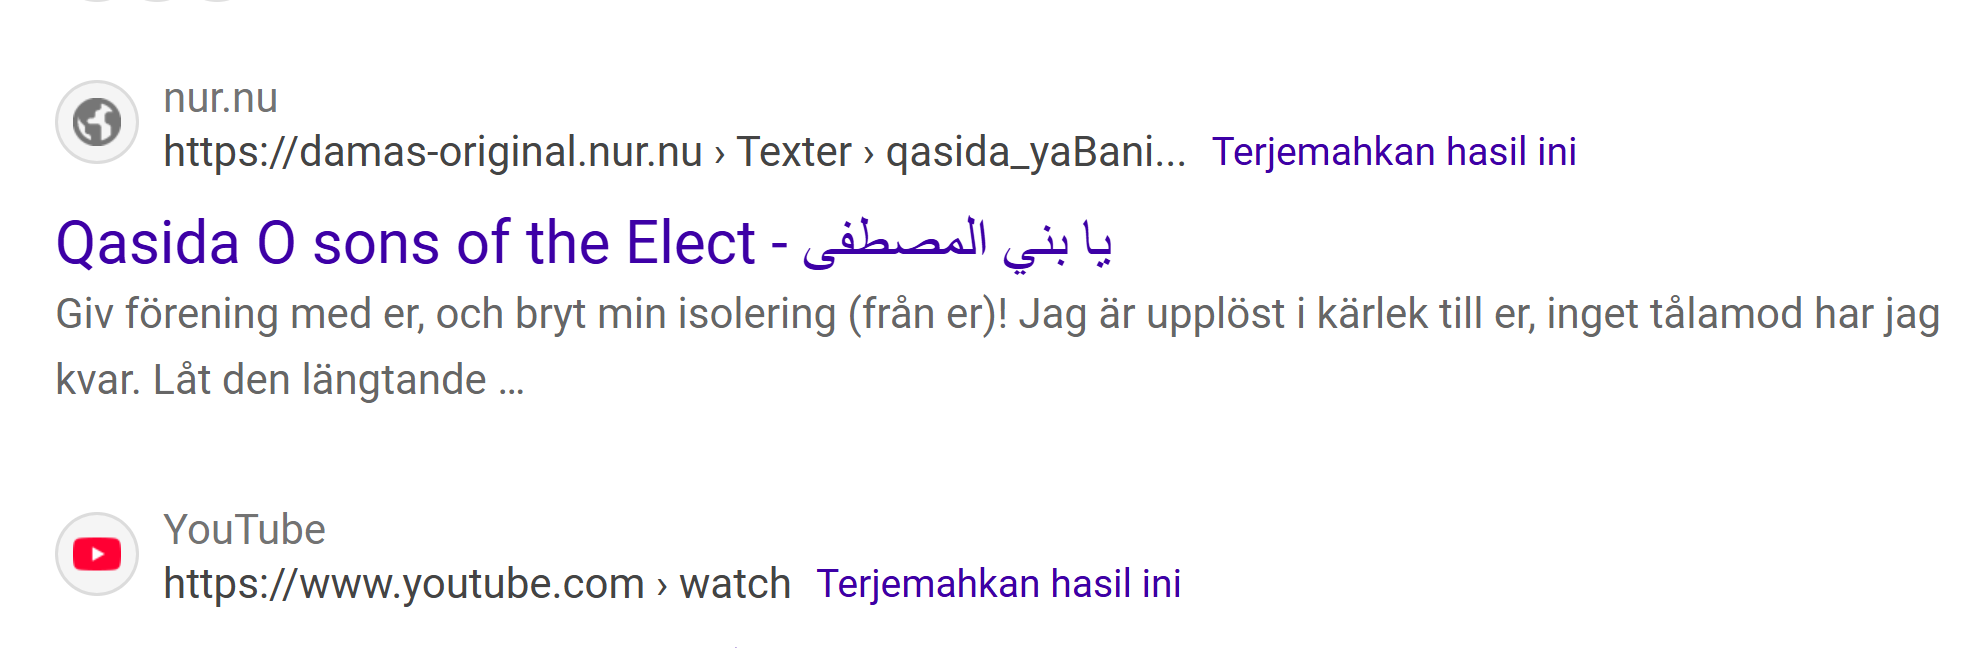 nur.nu
https://damas-original.nur.nu › Texter › qasida_yaBani... Terjemahkan hasil ini
Qasida O sons of the Elect - يا بني المصطفى
Giv förening med er, och bryt min isolering (från er)! Jag är upplöst i kärlek till er, inget tålamod har jag
kvar. Låt den längtande ...
YouTube
https://www.youtube.com › watch Terjemahkan hasil ini